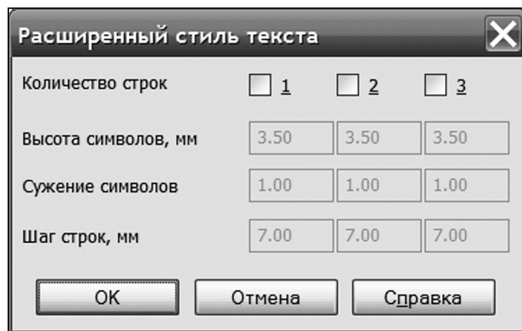 Расширенный стиль текста
Количество строк 1 2 3
Высота символов, мм 3.50 3.50 3.50
Сужение символов 1.00 1.00 1.00
Шаг строк, мм 7.00 7.00 7.00
OK Отмена Справка